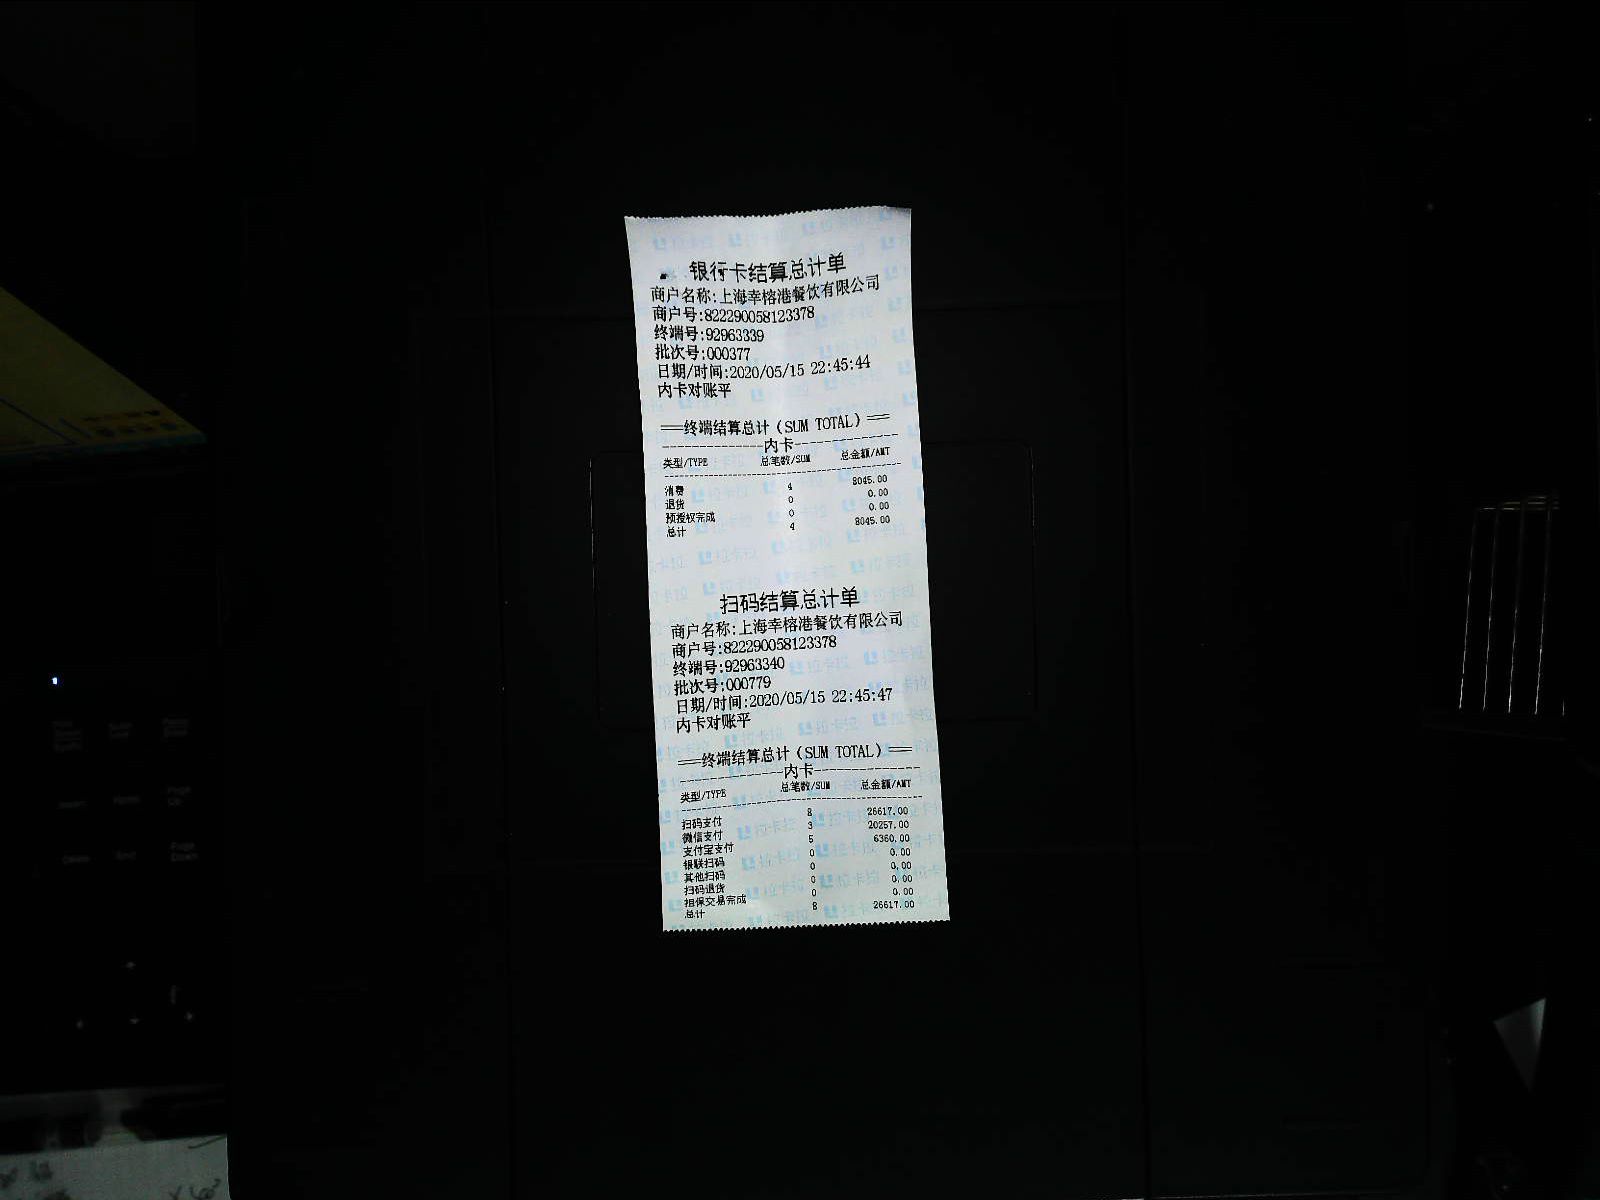 银行卡结算总计单
商户名称:上海幸榕港餐饮有限公司
商户号:822290058123378
终端号:92963339
批次号:000377
日期/时间:2020/05/15 22:45:44
内卡对账平
══终端结算总计(SUM TOTAL)══
---------------内卡---------------
类型/TYPE 总笔数/SUM 总金额/AMT
消费 4 8045.00
退货 0 0.00
预授权完成 0 0.00
总计 4 8045.00
扫码结算总计单
商户名称:上海幸榕港餐饮有限公司
商户号:822290058123378
终端号:92963340
批次号:000779
日期/时间:2020/05/15 22:45:47
内卡对账平
══终端结算总计(SUM TOTAL)══
---------------内卡---------------
类型/TYPE 总笔数/SUM 总金额/AMT
扫码支付 8 26617.00
微信支付 3 20257.00
支付宝支付 5 6360.00
银联扫码 0 0.00
其他扫码 0 0.00
扫码退货 0 0.00
担保交易完成 0 0.00
总计 8 26617.00